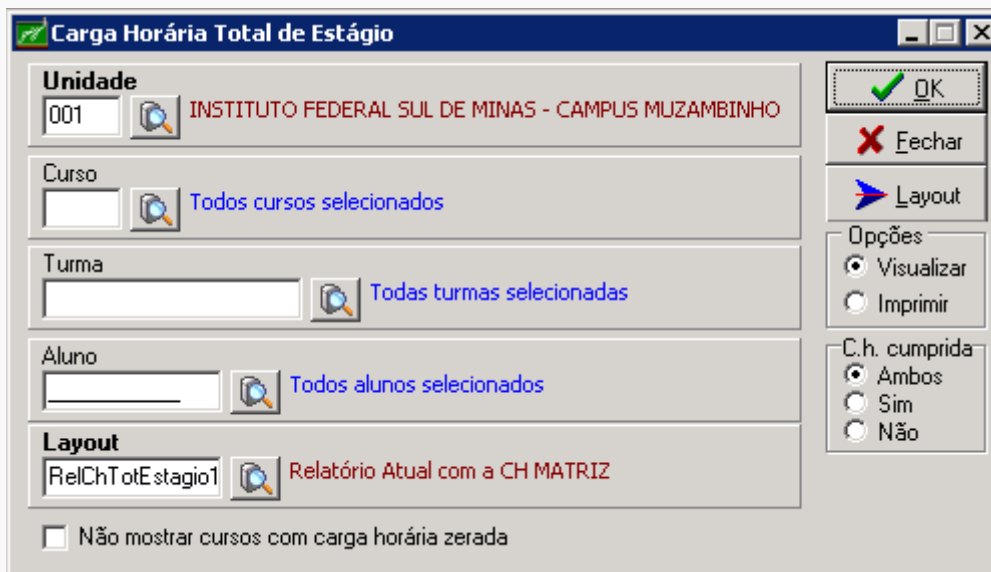 Carga Horária Total de Estágio
Unidade
001 INSTITUTO FEDERAL SUL DE MINAS - CAMPUS MUZAMBINHO
Curso
Todos cursos selecionados
Turma
Todas turmas selecionadas
Aluno
Todos alunos selecionados
Layout
RelChTotEstagio1 Relatório Atual com a CH MATRIZ
Não mostrar cursos com carga horária zerada
OK
Fechar
Layout
Opções
Visualizar
Imprimir
C.h. cumprida
Ambos
Sim
Não